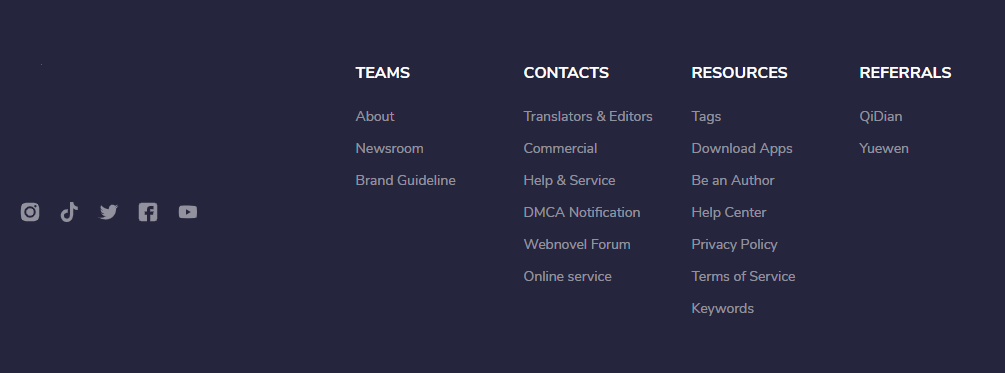 TEAMS
About
Newsroom
Brand Guideline
CONTACTS
Translators & Editors
Commercial
Help & Service
DMCA Notification
Webnovel Forum
Online service
RESOURCES
Tags
Download Apps
Be an Author
Help Center
Privacy Policy
Terms of Service
Keywords
REFERRALS
QiDian
Yuewen